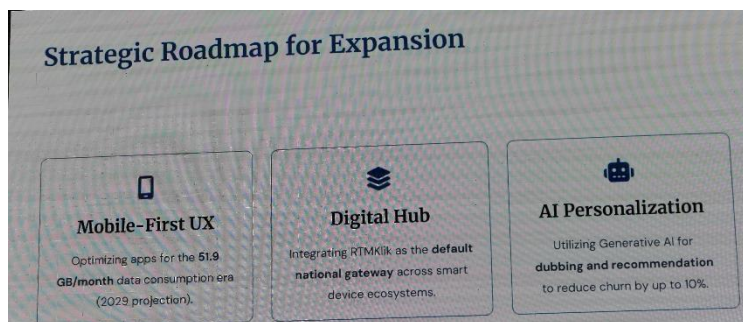 Strategic Roadmap for Expansion
Mobile-First UX
Optimizing apps for the 51.9
GB/month data consumption era
(2029 projection).
Digital Hub
Integrating RTMKlik as the default
national gateway across smart
device ecosystems.
AI Personalization
Utilizing Generative AI for
dubbing and recommendation
to reduce churn by up to 10%.